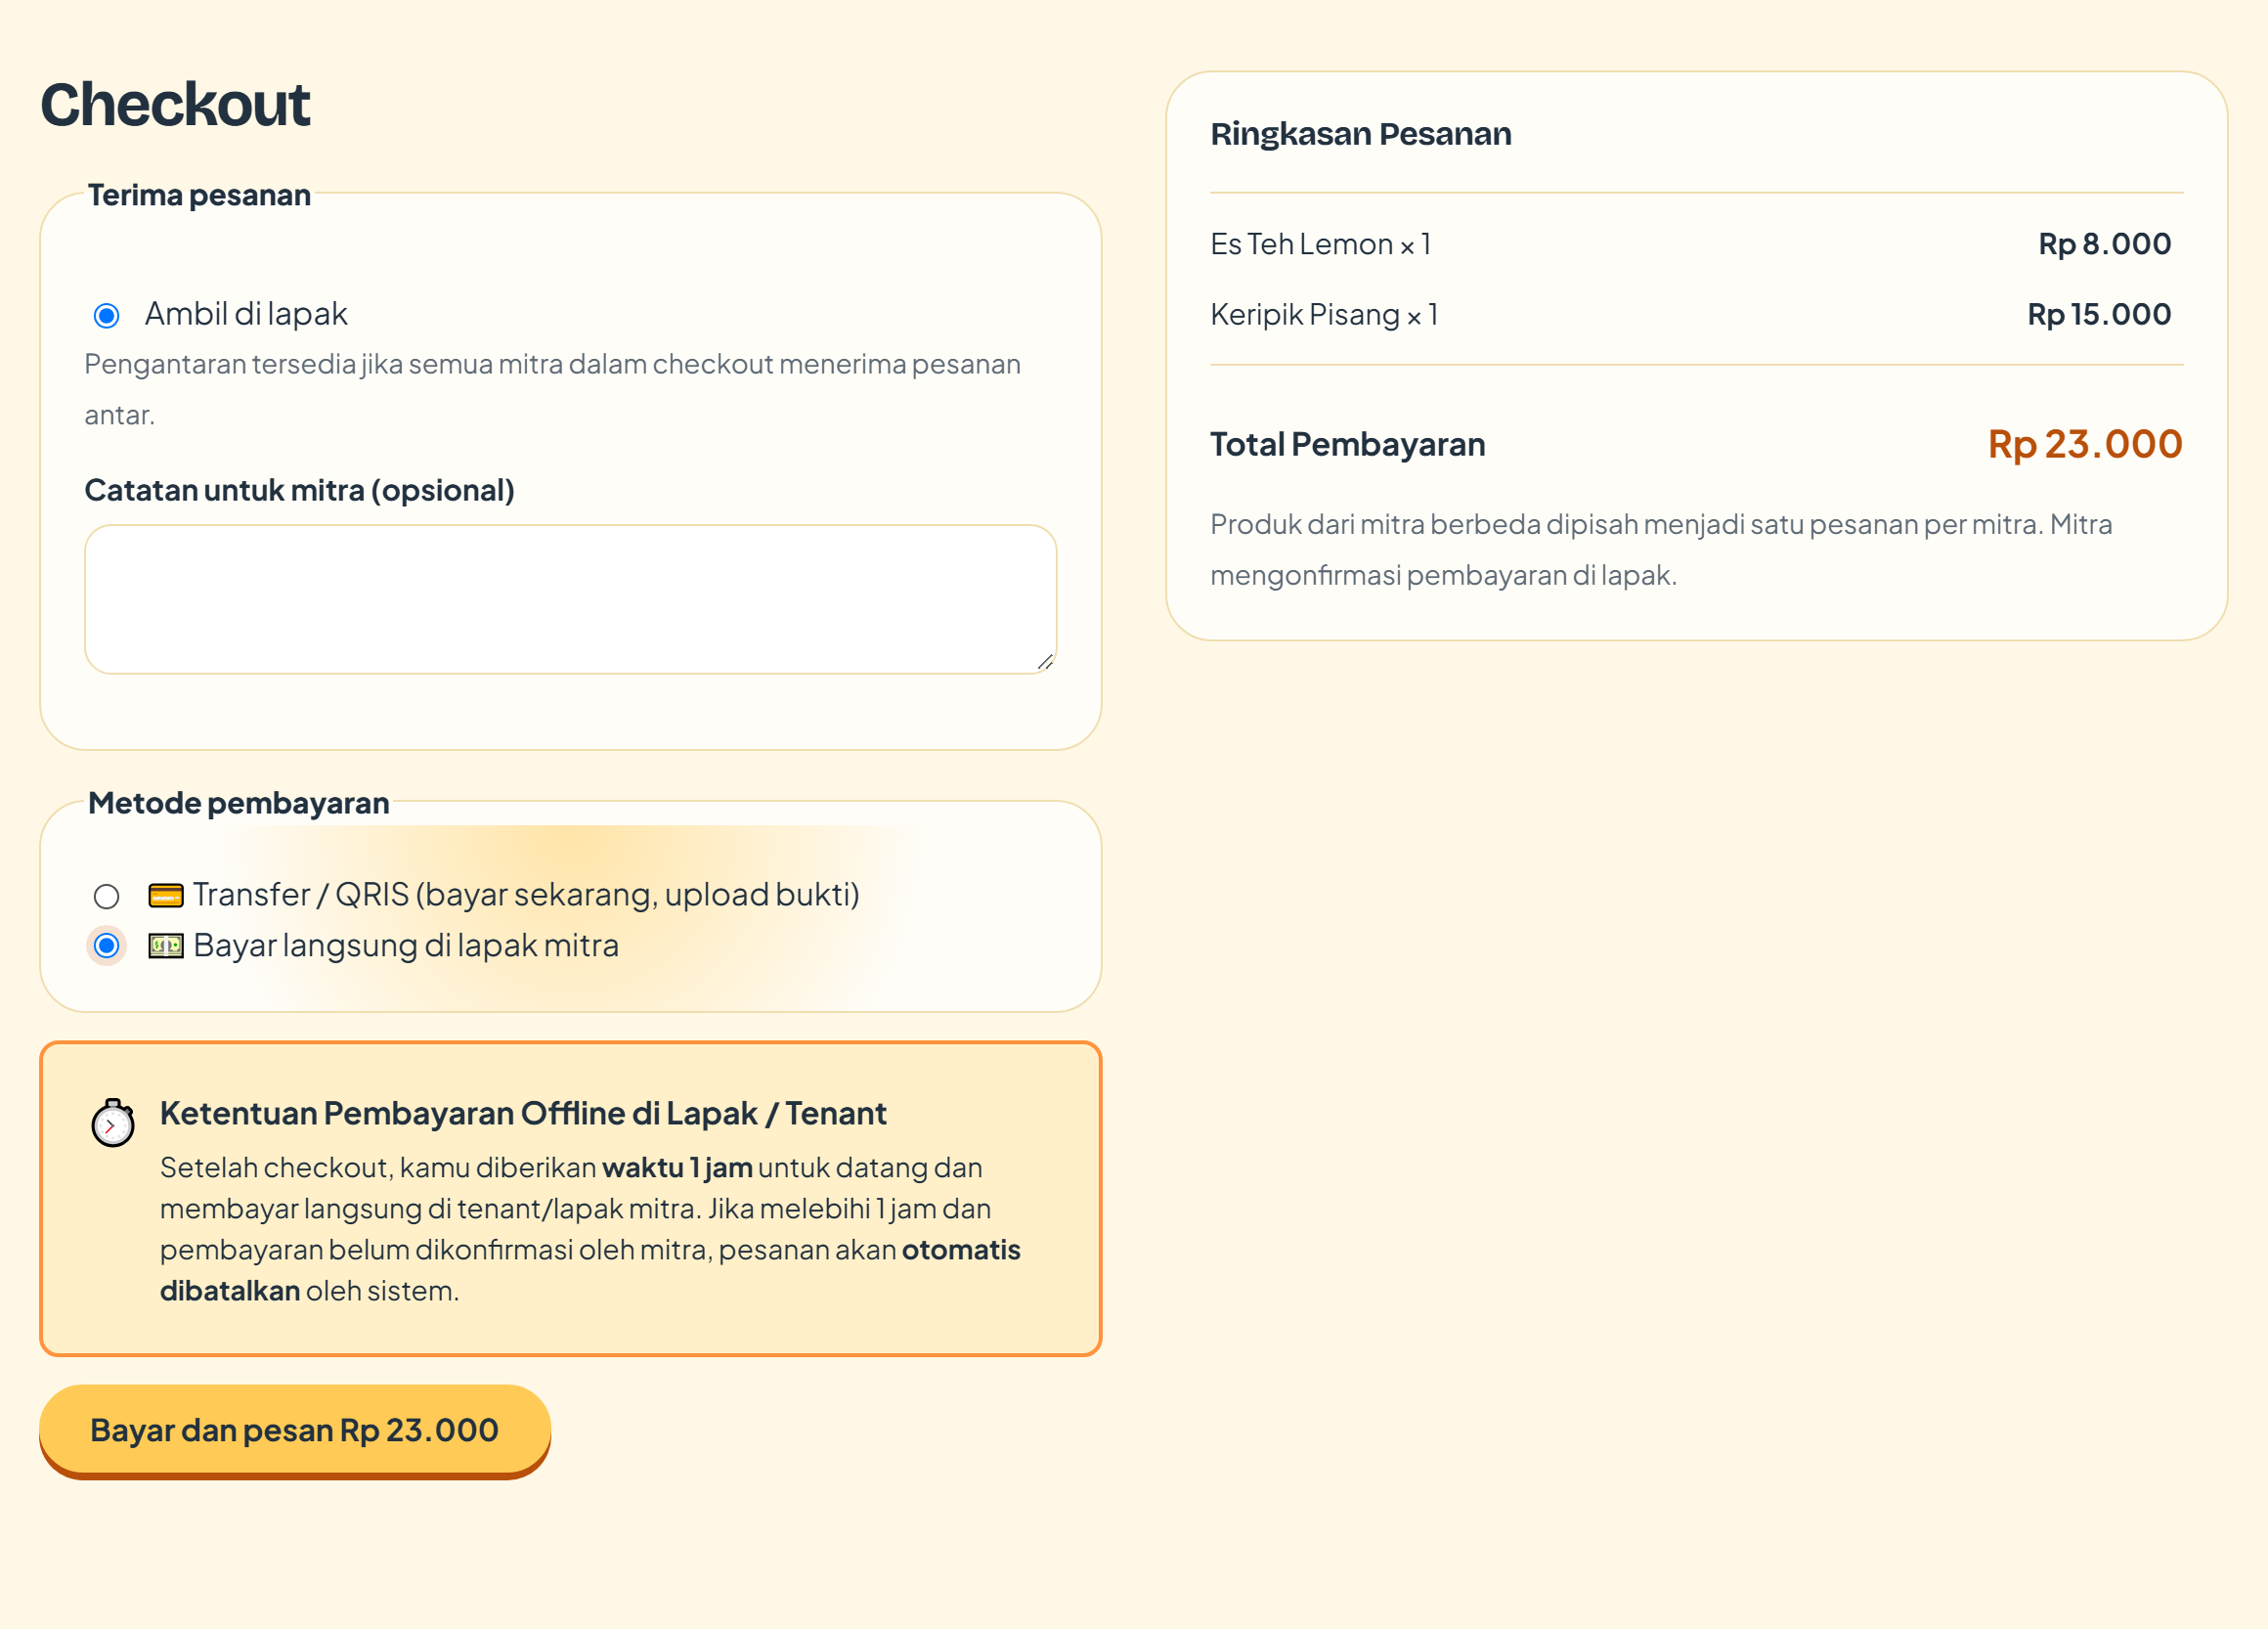 Checkout
Terima pesanan
Ambil di lapak
Pengantaran tersedia jika semua mitra dalam checkout menerima pesanan
antar.
Catatan untuk mitra (opsional)
Metode pembayaran
💳 Transfer / QRIS (bayar sekarang, upload bukti)
💵 Bayar langsung di lapak mitra
⏱ Ketentuan Pembayaran Offline di Lapak / Tenant
Setelah checkout, kamu diberikan waktu 1 jam untuk datang dan
membayar langsung di tenant/lapak mitra. Jika melebihi 1 jam dan
pembayaran belum dikonfirmasi oleh mitra, pesanan akan otomatis
dibatalkan oleh sistem.
Bayar dan pesan Rp 23.000
Ringkasan Pesanan
Es Teh Lemon × 1 Rp 8.000
Keripik Pisang × 1 Rp 15.000
Total Pembayaran Rp 23.000
Produk dari mitra berbeda dipisah menjadi satu pesanan per mitra. Mitra
mengonfirmasi pembayaran di lapak.